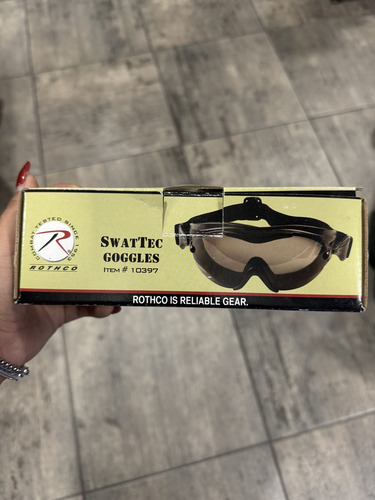 COMBAT TESTED SINCE 1953
R
ROTHCO
SWATTEC
GOGGLES
ITEM # 10397
ROTHCO IS RELIABLE GEAR.